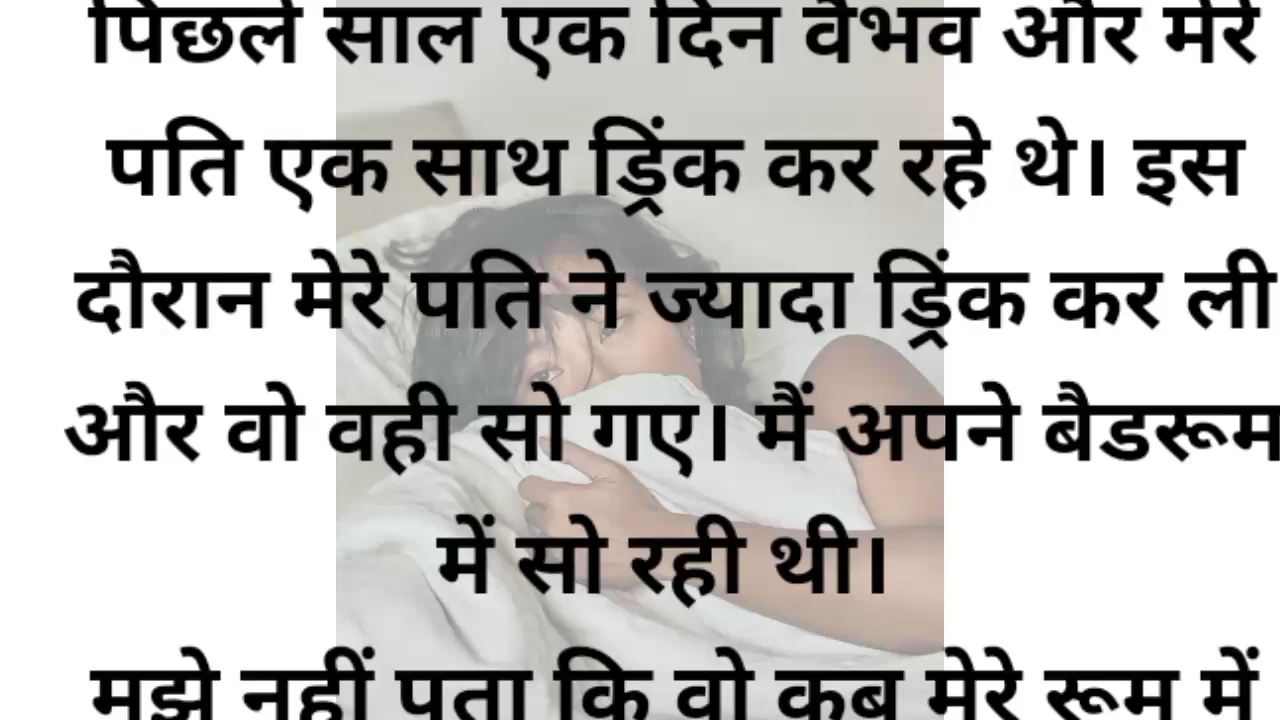 पिछले साल एक दिन वैभव और मेरे
पति एक साथ ड्रिंक कर रहे थे। इस
दौरान मेरे पति ने ज्यादा ड्रिंक कर ली
और वो वही सो गए। मैं अपने बैडरूम
में सो रही थी।
मुझे नहीं पता कि वो कब मेरे रूम में